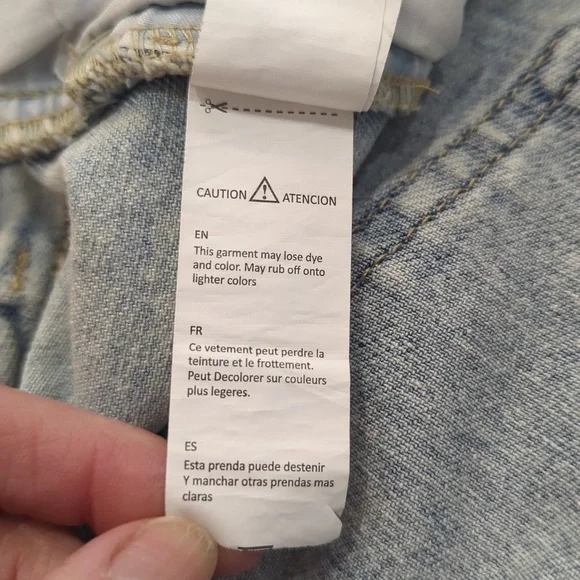 CAUTION ATENCION
EN
This garment may lose dye
and color. May rub off onto
lighter colors
FR
Ce vetement peut perdre la
teinture et le frottement.
Peut Decolorer sur couleurs
plus legeres.
ES
Esta prenda puede destenir
Y manchar otras prendas mas
claras